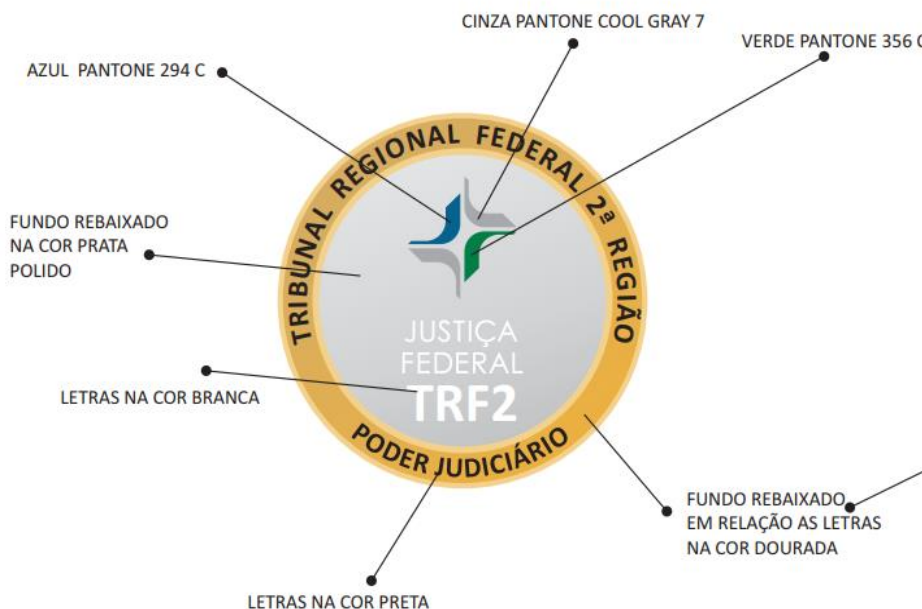 CINZA PANTONE COOL GRAY 7
VERDE PANTONE 356 C
AZUL PANTONE 294 C
TRIBUNAL REGIONAL FEDERAL 2ª REGIÃO
FUNDO REBAIXADO
NA COR PRATA
POLIDO
JUSTIÇA
FEDERAL
TRF2
LETRAS NA COR BRANCA
PODER JUDICIÁRIO
FUNDO REBAIXADO
EM RELAÇÃO AS LETRAS
NA COR DOURADA
LETRAS NA COR PRETA